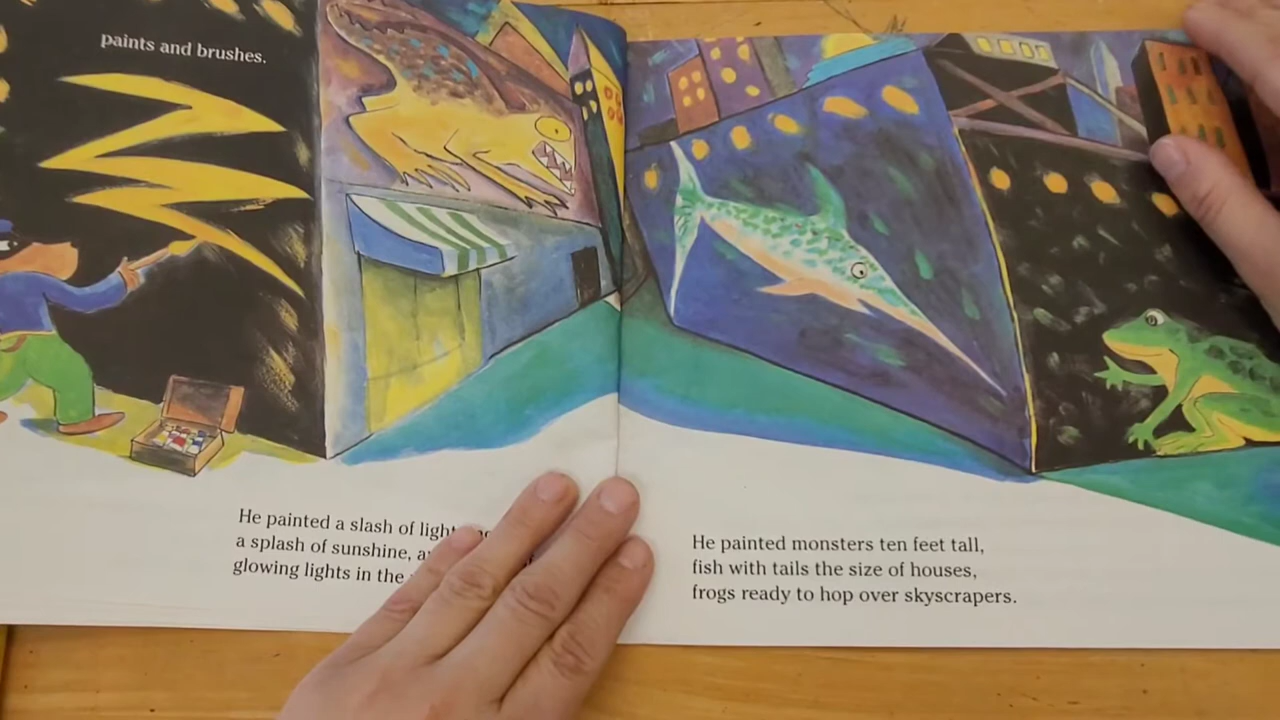 paints and brushes.
He painted a slash of
a splash of sunshine,
glowing lights in the
He painted monsters ten feet tall,
fish with tails the size of houses,
frogs ready to hop over skyscrapers.